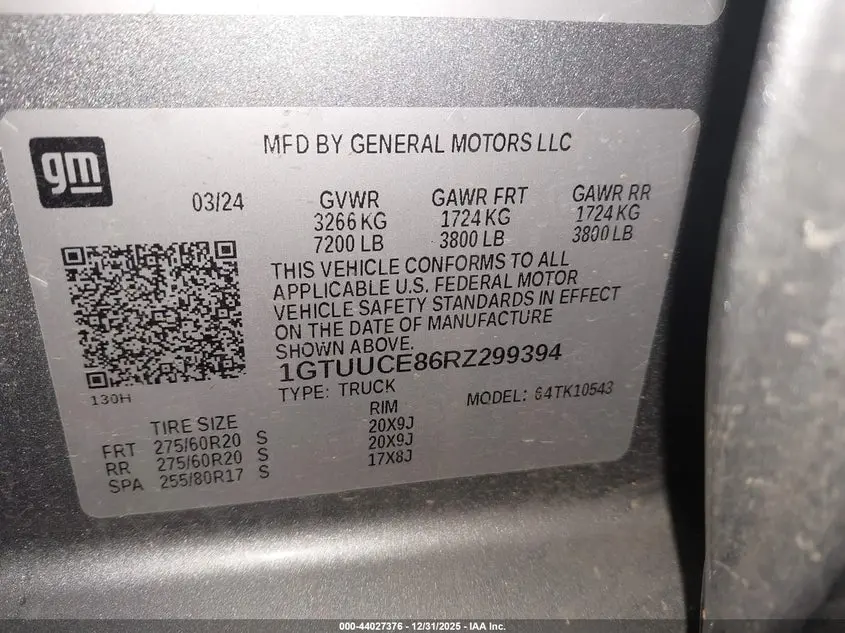 gm
MFD BY GENERAL MOTORS LLC
03/24
GVWR
3266 KG
7200 LB
GAWR FRT
1724 KG
3800 LB
GAWR RR
1724 KG
3800 LB
THIS VEHICLE CONFORMS TO ALL
APPLICABLE U.S. FEDERAL MOTOR
VEHICLE SAFETY STANDARDS IN EFFECT
ON THE DATE OF MANUFACTURE
SHOWN ABOVE.
1GTUUCE86RZ299394
TYPE: TRUCK
MODEL: 64TK10543
130H
TIRE SIZE RIM
FRT 275/60R20 S 20X9J
RR 275/60R20 S 20X9J
SPA 255/80R17 S 17X8J
000-44027376 - 12/31/2025 - IAA Inc.